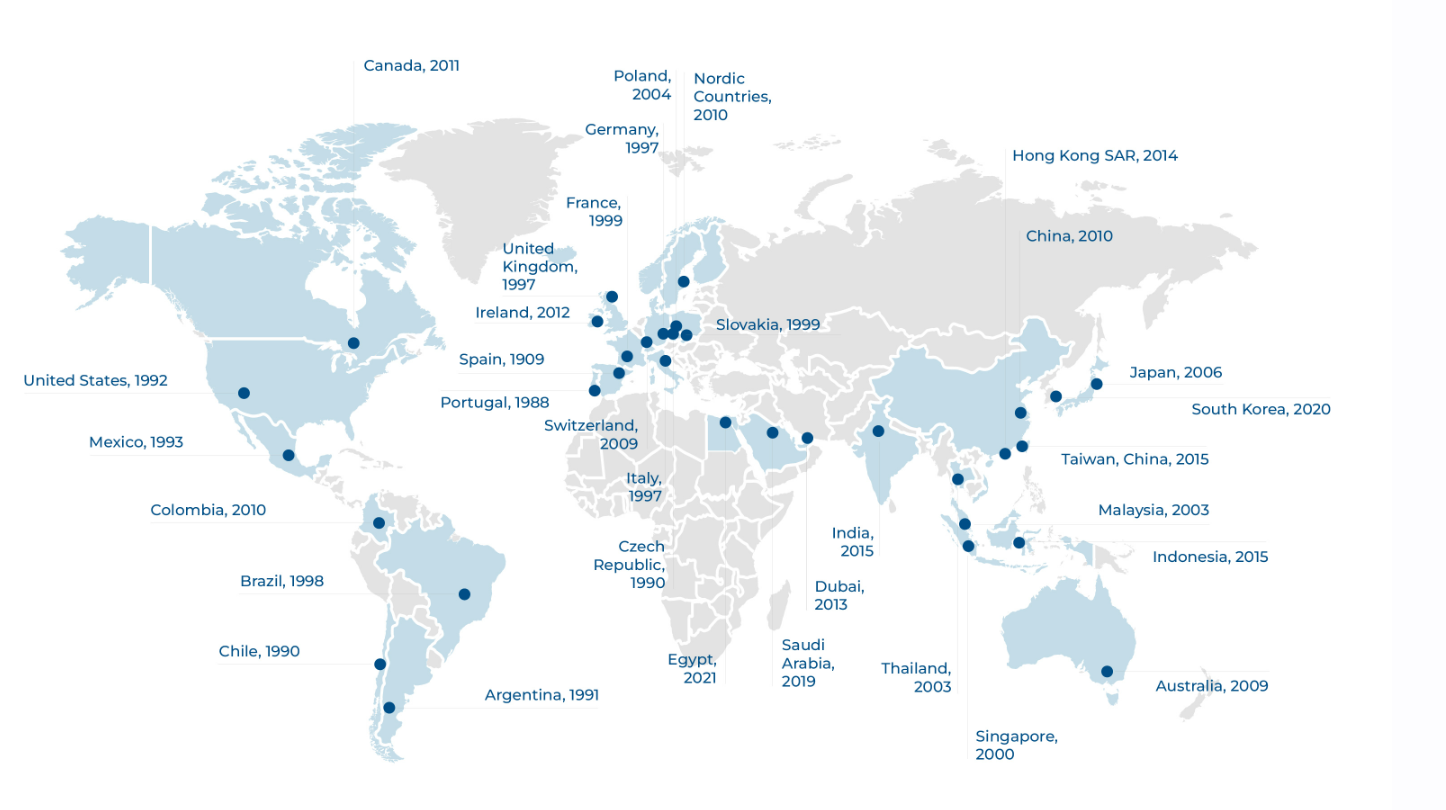 Canada, 2011
Poland,
2004
Nordic
Countries,
2010
Germany,
1997
Hong Kong SAR, 2014
France,
1999
China, 2010
United
Kingdom,
1997
Ireland, 2012
Slovakia, 1999
Spain, 1909
Japan, 2006
United States, 1992
Portugal, 1988
South Korea, 2020
Switzerland,
2009
Mexico, 1993
Taiwan, China, 2015
Italy,
1997
Colombia, 2010
Malaysia, 2003
India,
2015
Czech
Republic,
1990
Indonesia, 2015
Brazil, 1998
Dubai,
2013
Chile, 1990
Saudi
Arabia,
2019
Egypt,
2021
Thailand,
2003
Australia, 2009
Argentina, 1991
Singapore,
2000